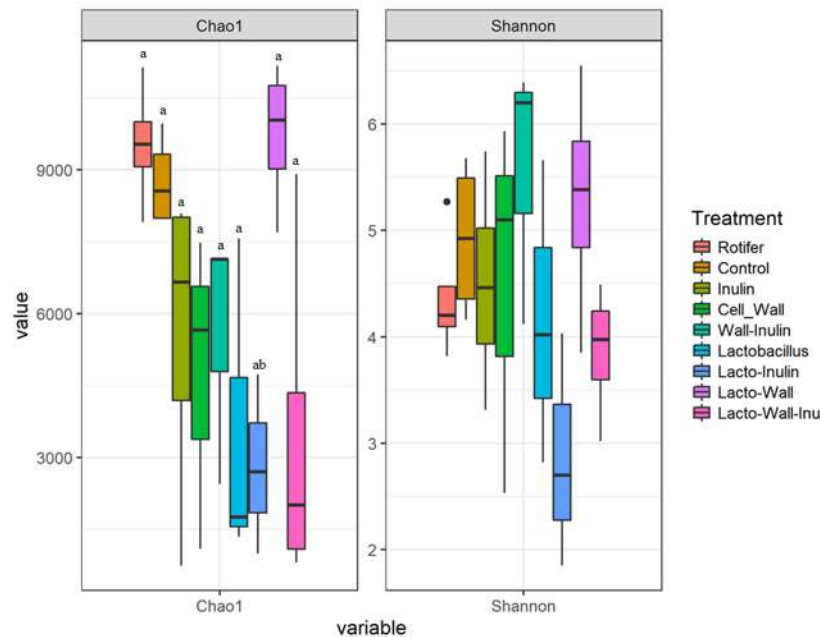 Chao1
Shannon
a
a
a
a
a
a
a
ab
a
9000
6000
3000
6
5
4
3
2
value
Chao1
Shannon
variable
Treatment
Rotifer
Control
Inulin
Cell_Wall
Wall-Inulin
Lactobacillus
Lacto-Inulin
Lacto-Wall
Lacto-Wall-Inu